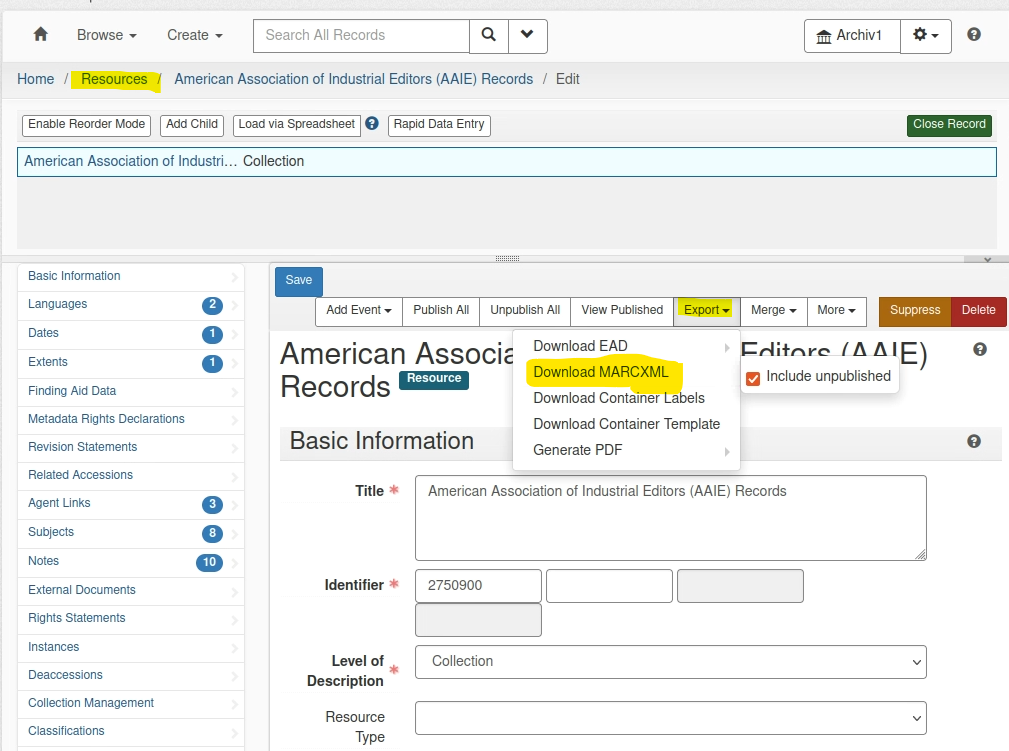 Browse Create Search All Records Archiv1
Home / Resources / American Association of Industrial Editors (AAIE) Records / Edit
Enable Reorder Mode Add Child Load via Spreadsheet Rapid Data Entry Close Record
American Association of Industri… Collection
Basic Information
Languages 2
Dates 1
Extents 1
Finding Aid Data
Metadata Rights Declarations
Revision Statements
Related Accessions
Agent Links 3
Subjects 8
Notes 10
External Documents
Rights Statements
Instances
Deaccessions
Collection Management
Classifications
Save
Add Event Publish All Unpublish All View Published Export Merge More Suppress Delete
American Associa Editors (AAIE)
Records Resource
Download EAD
Download MARCXML
Download Container Labels
Download Container Template
Generate PDF
Include unpublished
Basic Information
Title * American Association of Industrial Editors (AAIE) Records
Identifier * 2750900
Level of
Description * Collection
Resource
Type